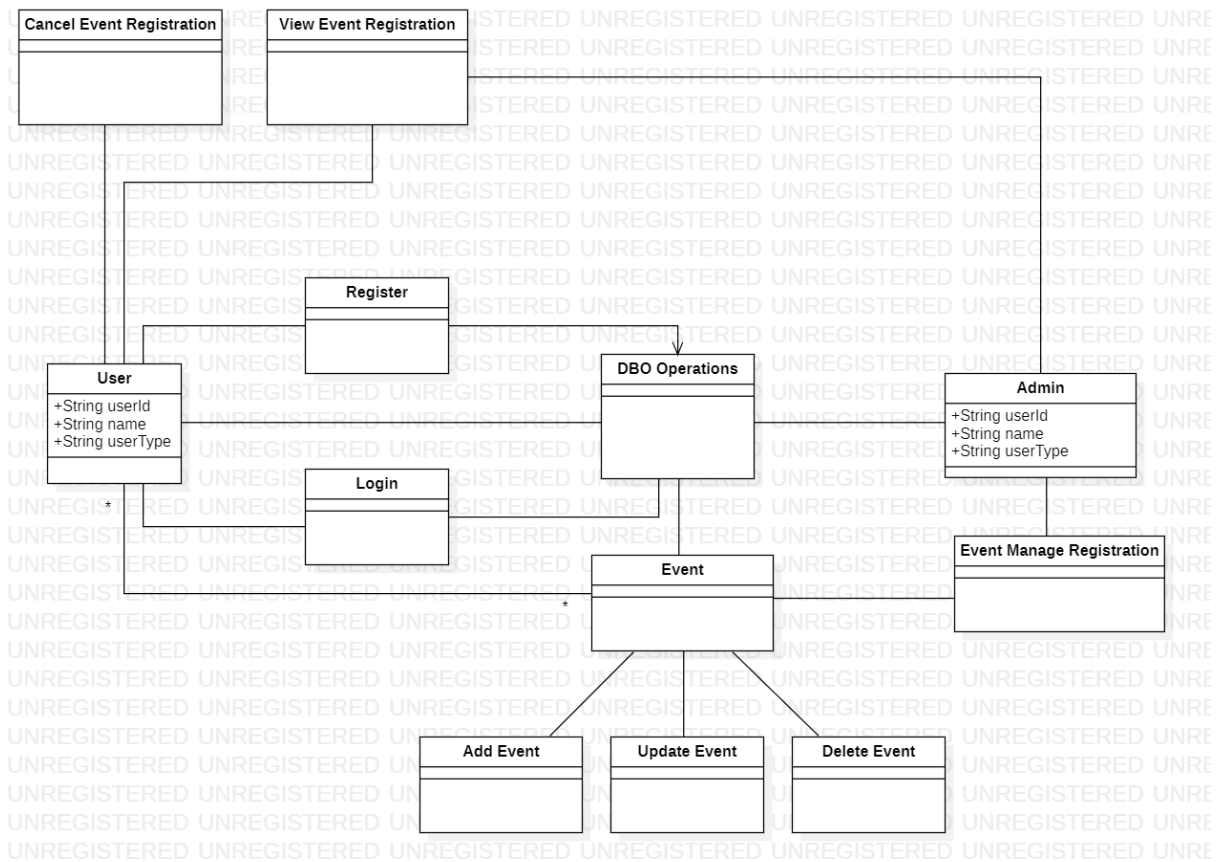 Cancel Event Registration
View Event Registration
Register
DBO Operations
User
+String userId
+String name
+String userType
Admin
+String userId
+String name
+String userType
Login
*
Event Manage Registration
Event
*
Add Event
Update Event
Delete Event
UNREGISTERED